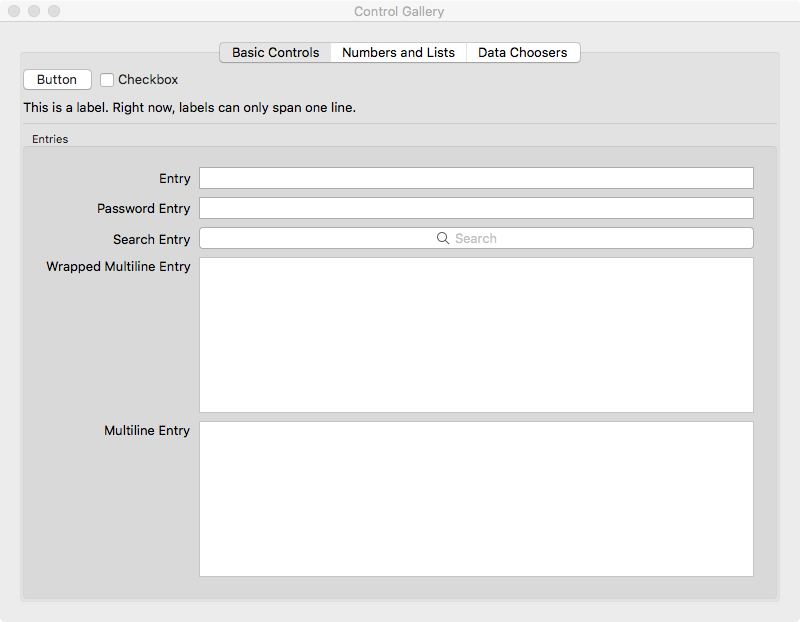 Control Gallery
Basic Controls Numbers and Lists Data Choosers
Button Checkbox
This is a label. Right now, labels can only span one line.
Entries
Entry
Password Entry
Search Entry Search
Wrapped Multiline Entry
Multiline Entry